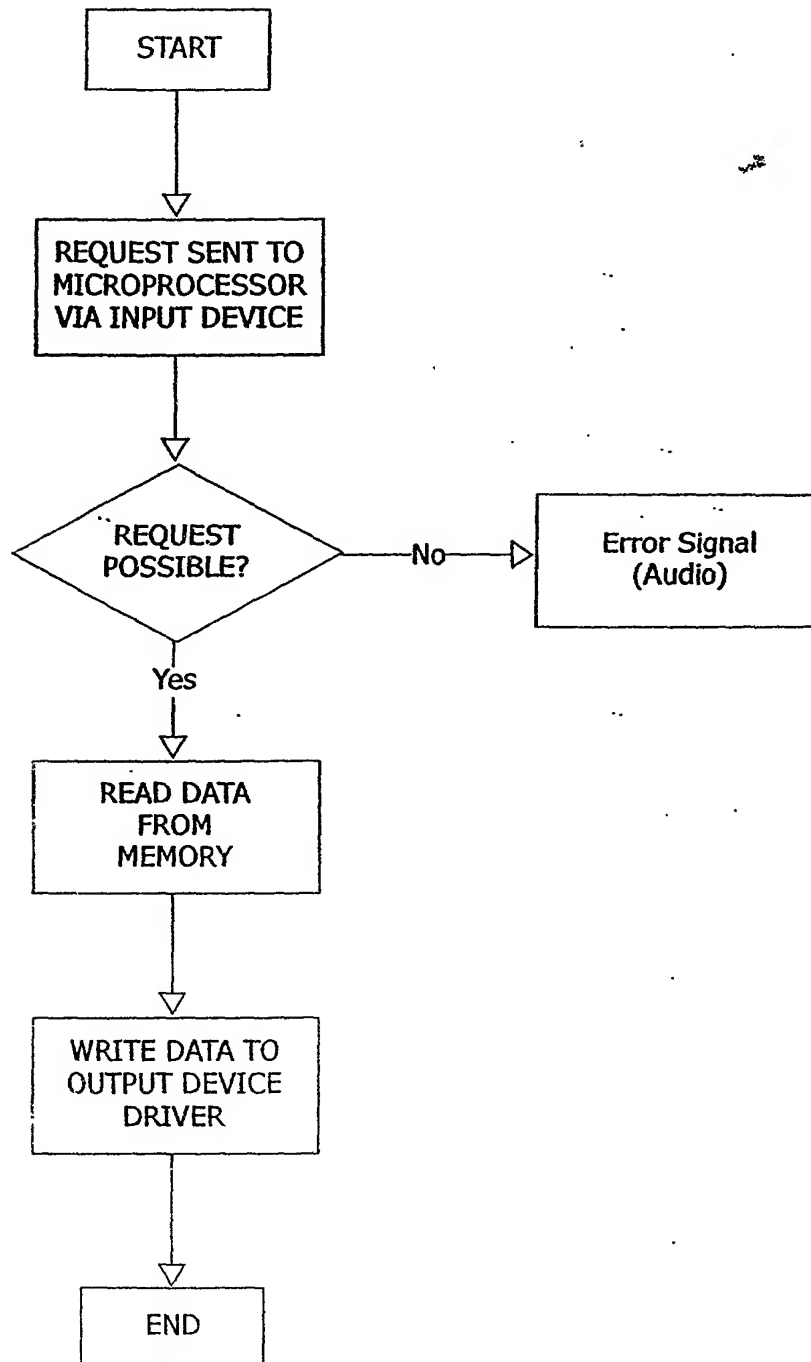 START
REQUEST SENT TO
MICROPROCESSOR
VIA INPUT DEVICE
REQUEST
POSSIBLE?
No
Error Signal
(Audio)
Yes
READ DATA
FROM
MEMORY
WRITE DATA TO
OUTPUT DEVICE
DRIVER
END